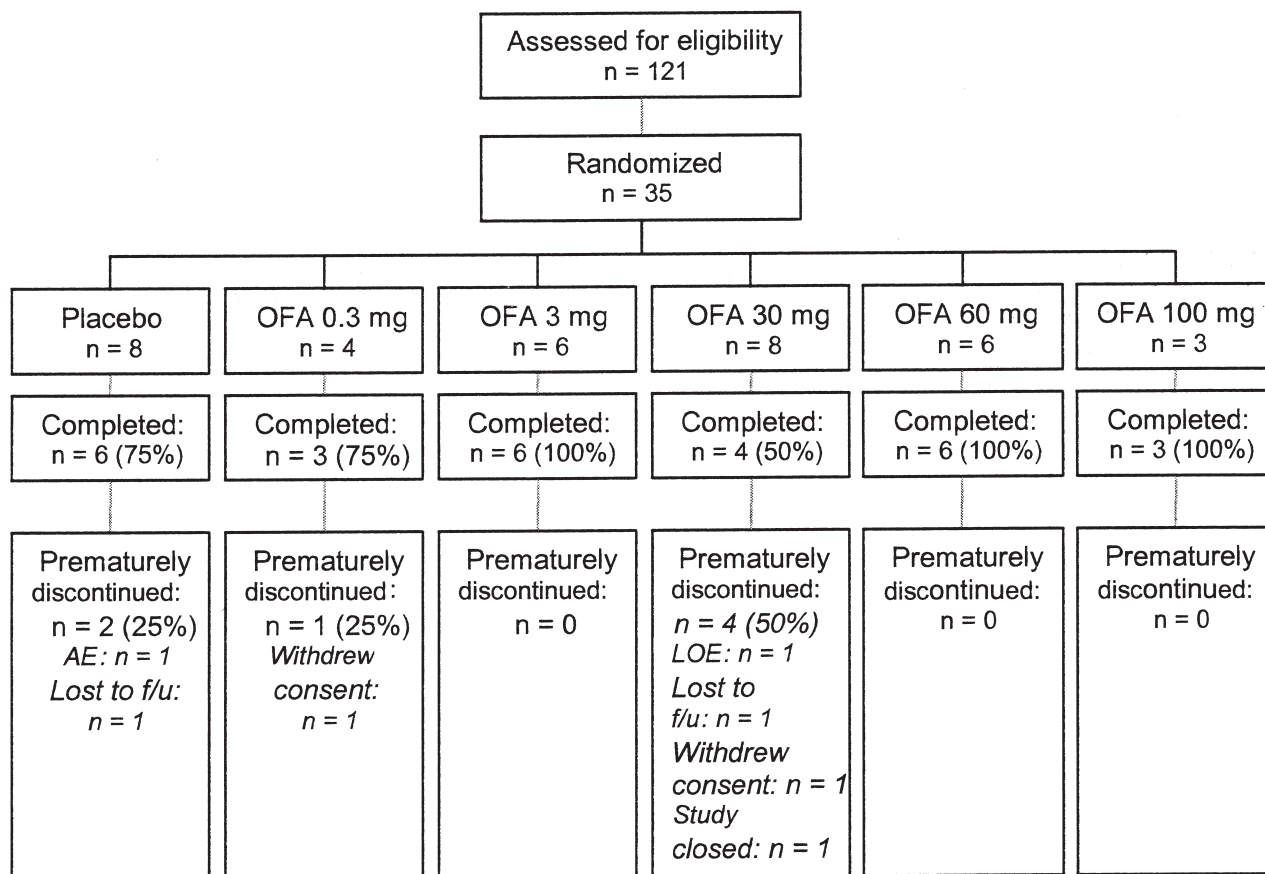 Assessed for eligibility
n = 121
Randomized
n = 35
Placebo
n = 8
OFA 0.3 mg
n = 4
OFA 3 mg
n = 6
OFA 30 mg
n = 8
OFA 60 mg
n = 6
OFA 100 mg
n = 3
Completed:
n = 6 (75%)
Completed:
n = 3 (75%)
Completed:
n = 6 (100%)
Completed:
n = 4 (50%)
Completed:
n = 6 (100%)
Completed:
n = 3 (100%)
Prematurely
discontinued:
n = 2 (25%)
AE: n = 1
Lost to f/u:
n = 1
Prematurely
discontinued:
n = 1 (25%)
Withdrew
consent:
n = 1
Prematurely
discontinued:
n = 0
Prematurely
discontinued:
n = 4 (50%)
LOE: n = 1
Lost to
f/u: n = 1
Withdrew
consent: n = 1
Study
closed: n = 1
Prematurely
discontinued:
n = 0
Prematurely
discontinued:
n = 0